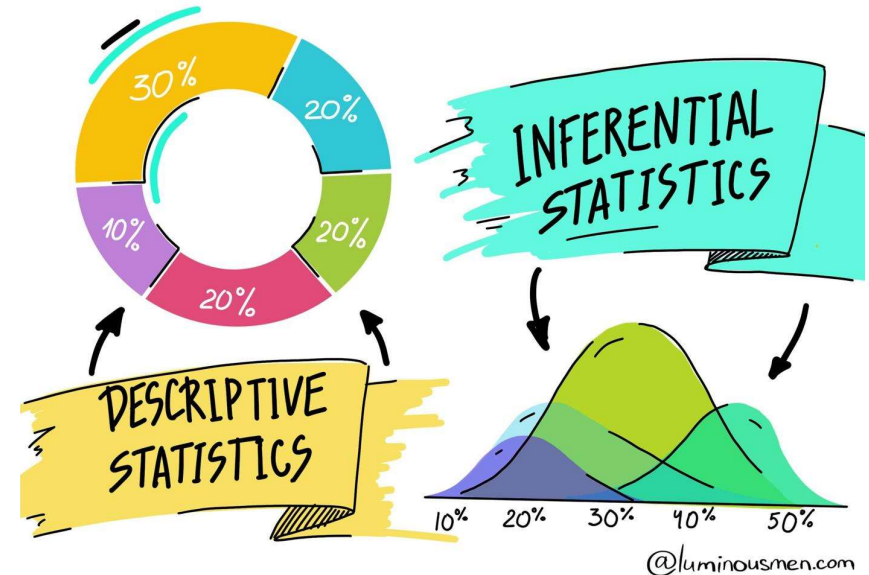 30%
20%
20%
20%
10%
DESCRIPTIVE
STATISTICS
INFERENTIAL
STATISTICS
10% 20% 30% 40% 50%
@luminousmen.com